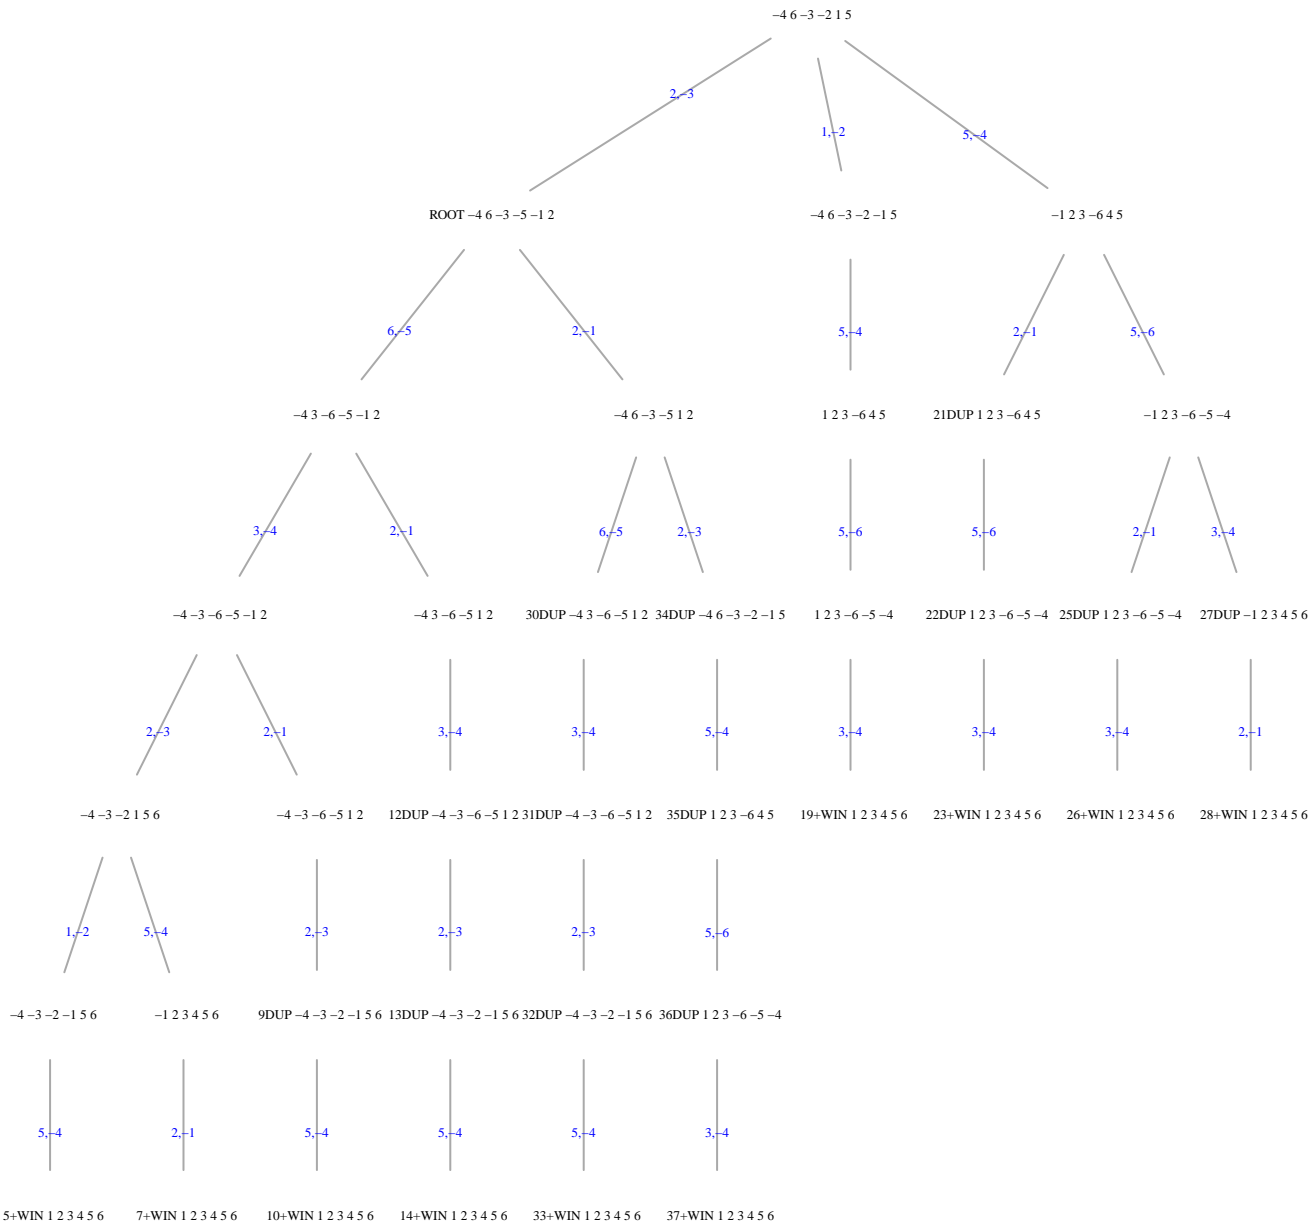 −4 6 −3 −2 1 5
2,−3
1,−2
5,−4
ROOT −4 6 −3 −5 −1 2
−4 6 −3 −2 −1 5
−1 2 3 −6 4 5
6,−5
2,−1
5,−4
2,−1
5,−6
−4 3 −6 −5 −1 2
−4 6 −3 −5 1 2
1 2 3 −6 4 5
21DUP 1 2 3 −6 4 5
−1 2 3 −6 −5 −4
3,−4
2,−1
6,−5
2,−3
5,−6
5,−6
2,−1
3,−4
−4 −3 −6 −5 −1 2
−4 3 −6 −5 1 2
30DUP −4 3 −6 −5 1 2
34DUP −4 6 −3 −2 −1 5
1 2 3 −6 −5 −4
22DUP 1 2 3 −6 −5 −4
25DUP 1 2 3 −6 −5 −4
27DUP −1 2 3 4 5 6
2,−3
2,−1
3,−4
3,−4
5,−4
3,−4
3,−4
3,−4
2,−1
−4 −3 −2 1 5 6
−4 −3 −6 −5 1 2
12DUP −4 −3 −6 −5 1 2
31DUP −4 −3 −6 −5 1 2
35DUP 1 2 3 −6 4 5
19+WIN 1 2 3 4 5 6
23+WIN 1 2 3 4 5 6
26+WIN 1 2 3 4 5 6
28+WIN 1 2 3 4 5 6
1,−2
5,−4
2,−3
2,−3
2,−3
5,−6
−4 −3 −2 −1 5 6
−1 2 3 4 5 6
9DUP −4 −3 −2 −1 5 6
13DUP −4 −3 −2 −1 5 6
32DUP −4 −3 −2 −1 5 6
36DUP 1 2 3 −6 −5 −4
5,−4
2,−1
5,−4
5,−4
5,−4
3,−4
5+WIN 1 2 3 4 5 6
7+WIN 1 2 3 4 5 6
10+WIN 1 2 3 4 5 6
14+WIN 1 2 3 4 5 6
33+WIN 1 2 3 4 5 6
37+WIN 1 2 3 4 5 6